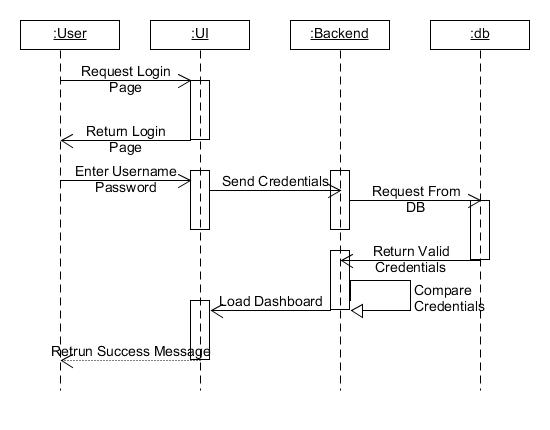 :User
:UI
:Backend
:db
Request Login
Page
Return Login
Page
Enter Username
Password
Send Credentials
Request From
DB
Return Valid
Credentials
Compare
Credentials
Load Dashboard
Retrun Success Message